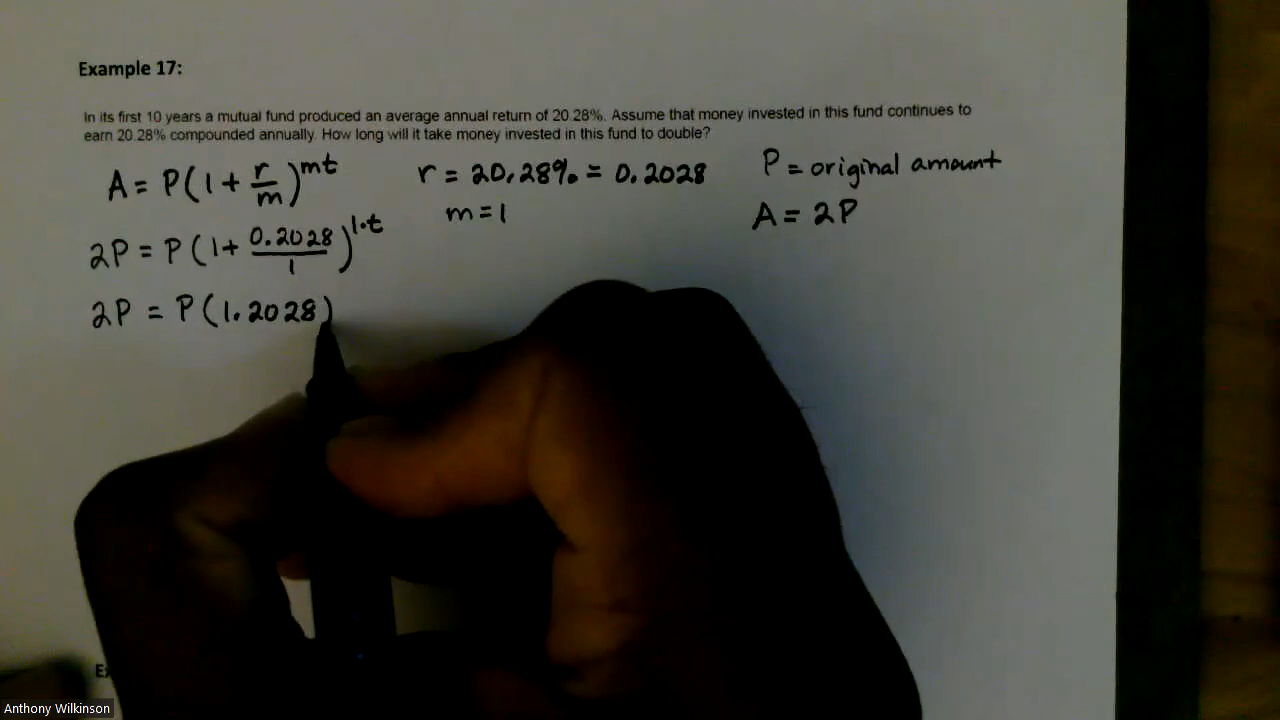 Example 17:
In its first 10 years a mutual fund produced an average annual return of 20.28%. Assume that money invested in this fund continues to
earn 20.28% compounded annually. How long will it take money invested in this fund to double?
A = P(1 + r/m)^mt
r = 20.28% = 0.2028
P = original amount
m = 1
A = 2P
2P = P(1 + 0.2028/1)^1·t
2P = P(1.2028)
Anthony Wilkinson